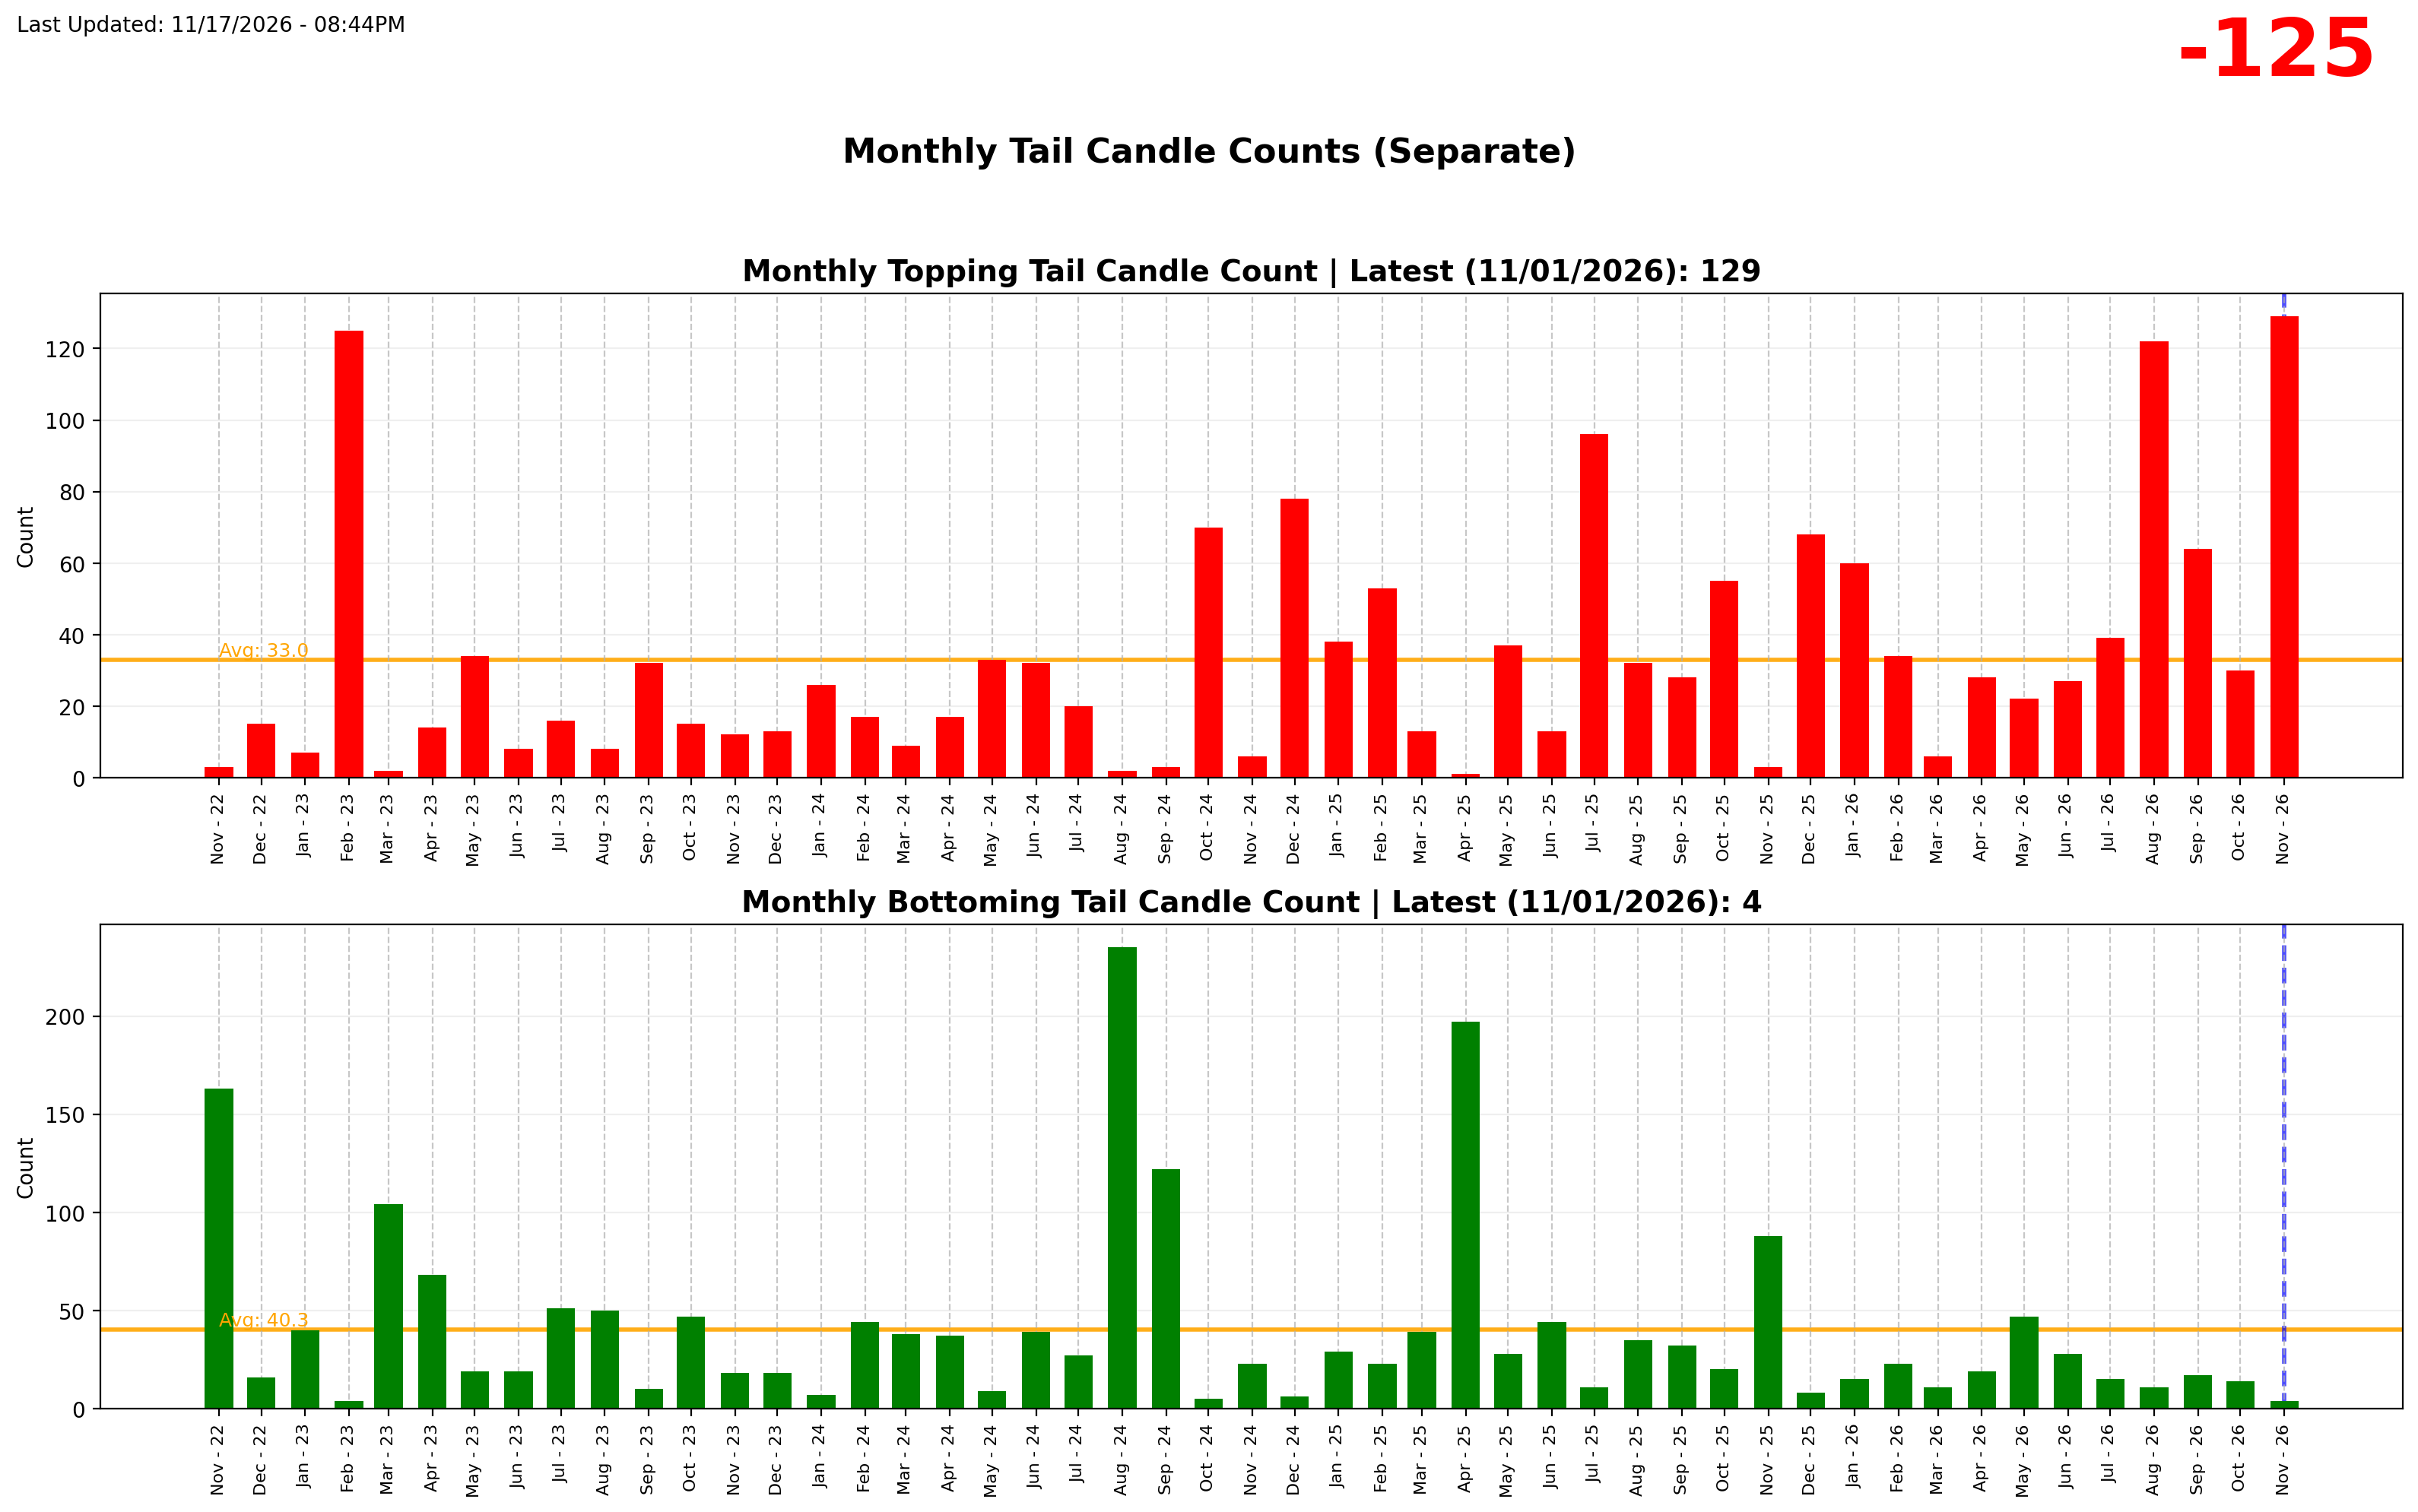 Last Updated: 11/17/2026 - 08:44PM
-125
Monthly Tail Candle Counts (Separate)
Monthly Topping Tail Candle Count | Latest (11/01/2026): 129
Count
120
100
80
60
40
20
0
Avg: 33.0
Nov - 22
Dec - 22
Jan - 23
Feb - 23
Mar - 23
Apr - 23
May - 23
Jun - 23
Jul - 23
Aug - 23
Sep - 23
Oct - 23
Nov - 23
Dec - 23
Jan - 24
Feb - 24
Mar - 24
Apr - 24
May - 24
Jun - 24
Jul - 24
Aug - 24
Sep - 24
Oct - 24
Nov - 24
Dec - 24
Jan - 25
Feb - 25
Mar - 25
Apr - 25
May - 25
Jun - 25
Jul - 25
Aug - 25
Sep - 25
Oct - 25
Nov - 25
Dec - 25
Jan - 26
Feb - 26
Mar - 26
Apr - 26
May - 26
Jun - 26
Jul - 26
Aug - 26
Sep - 26
Oct - 26
Nov - 26
Monthly Bottoming Tail Candle Count | Latest (11/01/2026): 4
Count
200
150
100
50
0
Avg: 40.3
Nov - 22
Dec - 22
Jan - 23
Feb - 23
Mar - 23
Apr - 23
May - 23
Jun - 23
Jul - 23
Aug - 23
Sep - 23
Oct - 23
Nov - 23
Dec - 23
Jan - 24
Feb - 24
Mar - 24
Apr - 24
May - 24
Jun - 24
Jul - 24
Aug - 24
Sep - 24
Oct - 24
Nov - 24
Dec - 24
Jan - 25
Feb - 25
Mar - 25
Apr - 25
May - 25
Jun - 25
Jul - 25
Aug - 25
Sep - 25
Oct - 25
Nov - 25
Dec - 25
Jan - 26
Feb - 26
Mar - 26
Apr - 26
May - 26
Jun - 26
Jul - 26
Aug - 26
Sep - 26
Oct - 26
Nov - 26